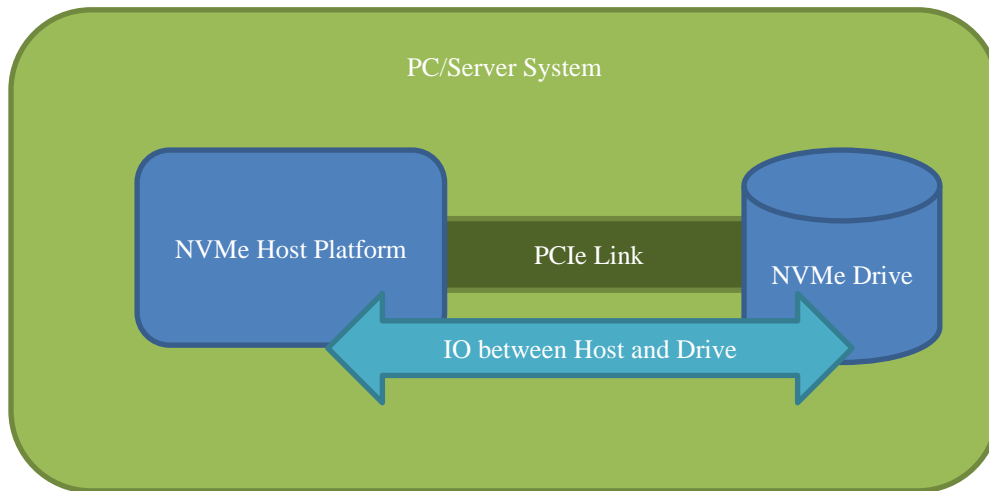 PC/Server System
NVMe Host Platform
PCIe Link
NVMe Drive
IO between Host and Drive